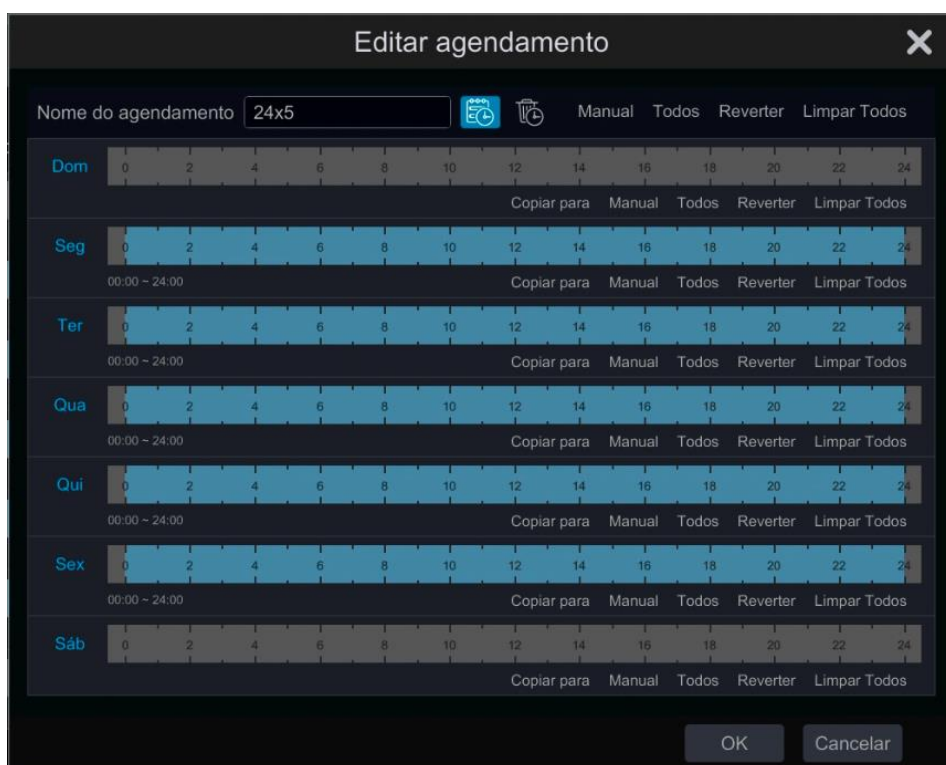 Editar agendamento
Nome do agendamento 24x5 Manual Todos Reverter Limpar Todos
Dom 0 2 4 6 8 10 12 14 16 18 20 22 24
Copiar para Manual Todos Reverter Limpar Todos
Seg 0 2 4 6 8 10 12 14 16 18 20 22 24
00:00 ~ 24:00 Copiar para Manual Todos Reverter Limpar Todos
Ter 0 2 4 6 8 10 12 14 16 18 20 22 24
00:00 ~ 24:00 Copiar para Manual Todos Reverter Limpar Todos
Qua 0 2 4 6 8 10 12 14 16 18 20 22 24
00:00 ~ 24:00 Copiar para Manual Todos Reverter Limpar Todos
Qui 0 2 4 6 8 10 12 14 16 18 20 22 24
00:00 ~ 24:00 Copiar para Manual Todos Reverter Limpar Todos
Sex 0 2 4 6 8 10 12 14 16 18 20 22 24
00:00 ~ 24:00 Copiar para Manual Todos Reverter Limpar Todos
Sáb 0 2 4 6 8 10 12 14 16 18 20 22 24
Copiar para Manual Todos Reverter Limpar Todos
OK Cancelar